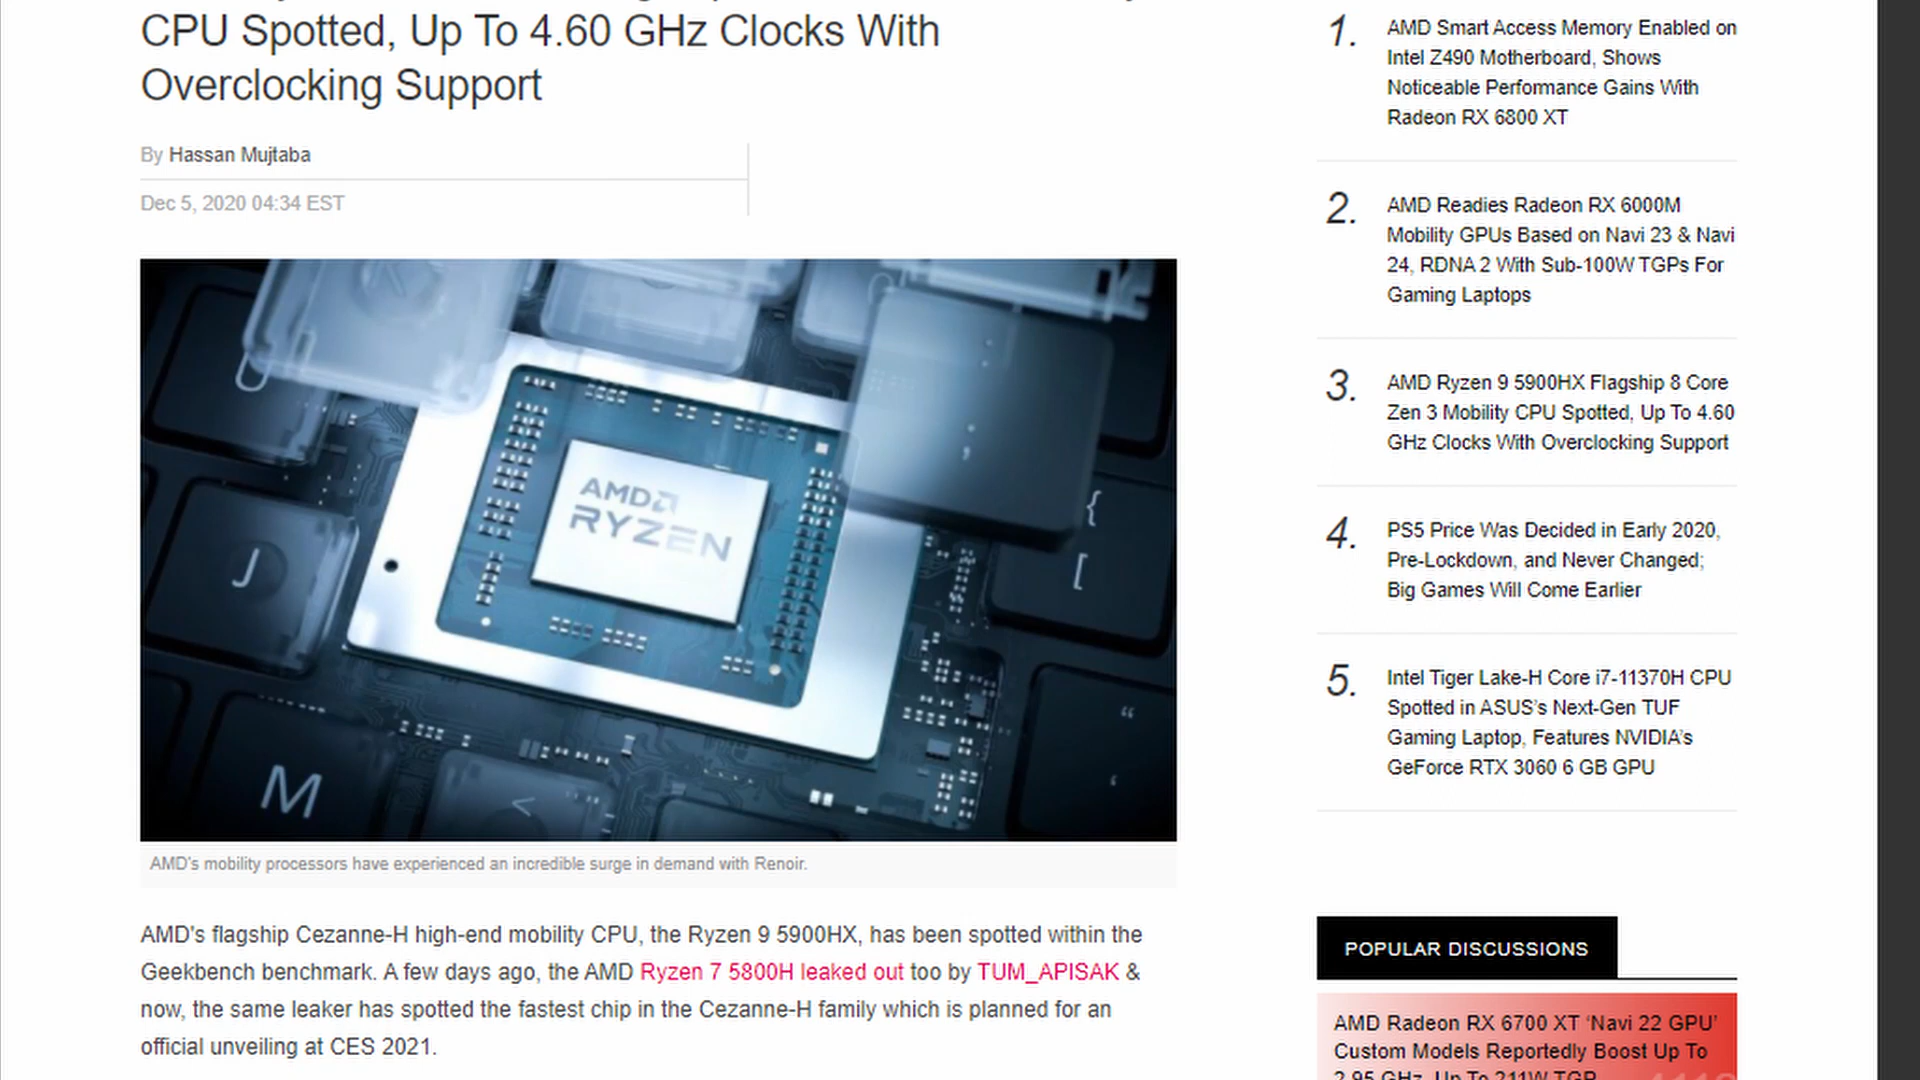 CPU Spotted, Up To 4.60 GHz Clocks With
Overclocking Support
By Hassan Mujtaba
Dec 5, 2020 04:34 EST
J
M
<
{
[
“
‘
AMD
RYZEN
AMD's mobility processors have experienced an incredible surge in demand with Renoir.
AMD's flagship Cezanne-H high-end mobility CPU, the Ryzen 9 5900HX, has been spotted within the
Geekbench benchmark. A few days ago, the AMD Ryzen 7 5800H leaked out too by TUM_APISAK &
now, the same leaker has spotted the fastest chip in the Cezanne-H family which is planned for an
official unveiling at CES 2021.
1.
AMD Smart Access Memory Enabled on
Intel Z490 Motherboard, Shows
Noticeable Performance Gains With
Radeon RX 6800 XT
2.
AMD Readies Radeon RX 6000M
Mobility GPUs Based on Navi 23 & Navi
24, RDNA 2 With Sub-100W TGPs For
Gaming Laptops
3.
AMD Ryzen 9 5900HX Flagship 8 Core
Zen 3 Mobility CPU Spotted, Up To 4.60
GHz Clocks With Overclocking Support
4.
PS5 Price Was Decided in Early 2020,
Pre-Lockdown, and Never Changed;
Big Games Will Come Earlier
5.
Intel Tiger Lake-H Core i7-11370H CPU
Spotted in ASUS's Next-Gen TUF
Gaming Laptop, Features NVIDIA's
GeForce RTX 3060 6 GB GPU
POPULAR DISCUSSIONS
AMD Radeon RX 6700 XT ‘Navi 22 GPU’
Custom Models Reportedly Boost Up To
2.95 GHz, Up To 211W TGP